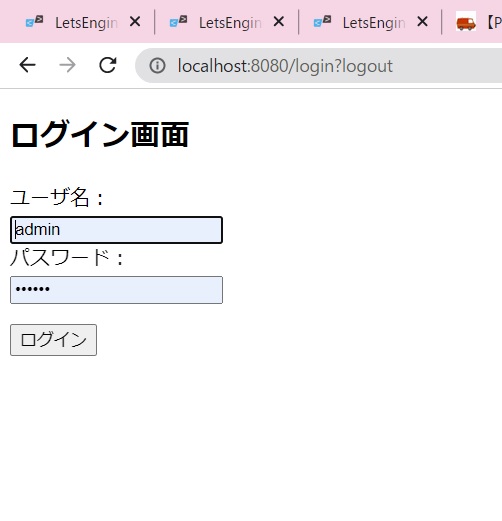 LetsEngin
LetsEngin
LetsEngin
【P
localhost:8080/login?logout
ログイン画面
ユーザ名：
admin
パスワード：
••••••
ログイン